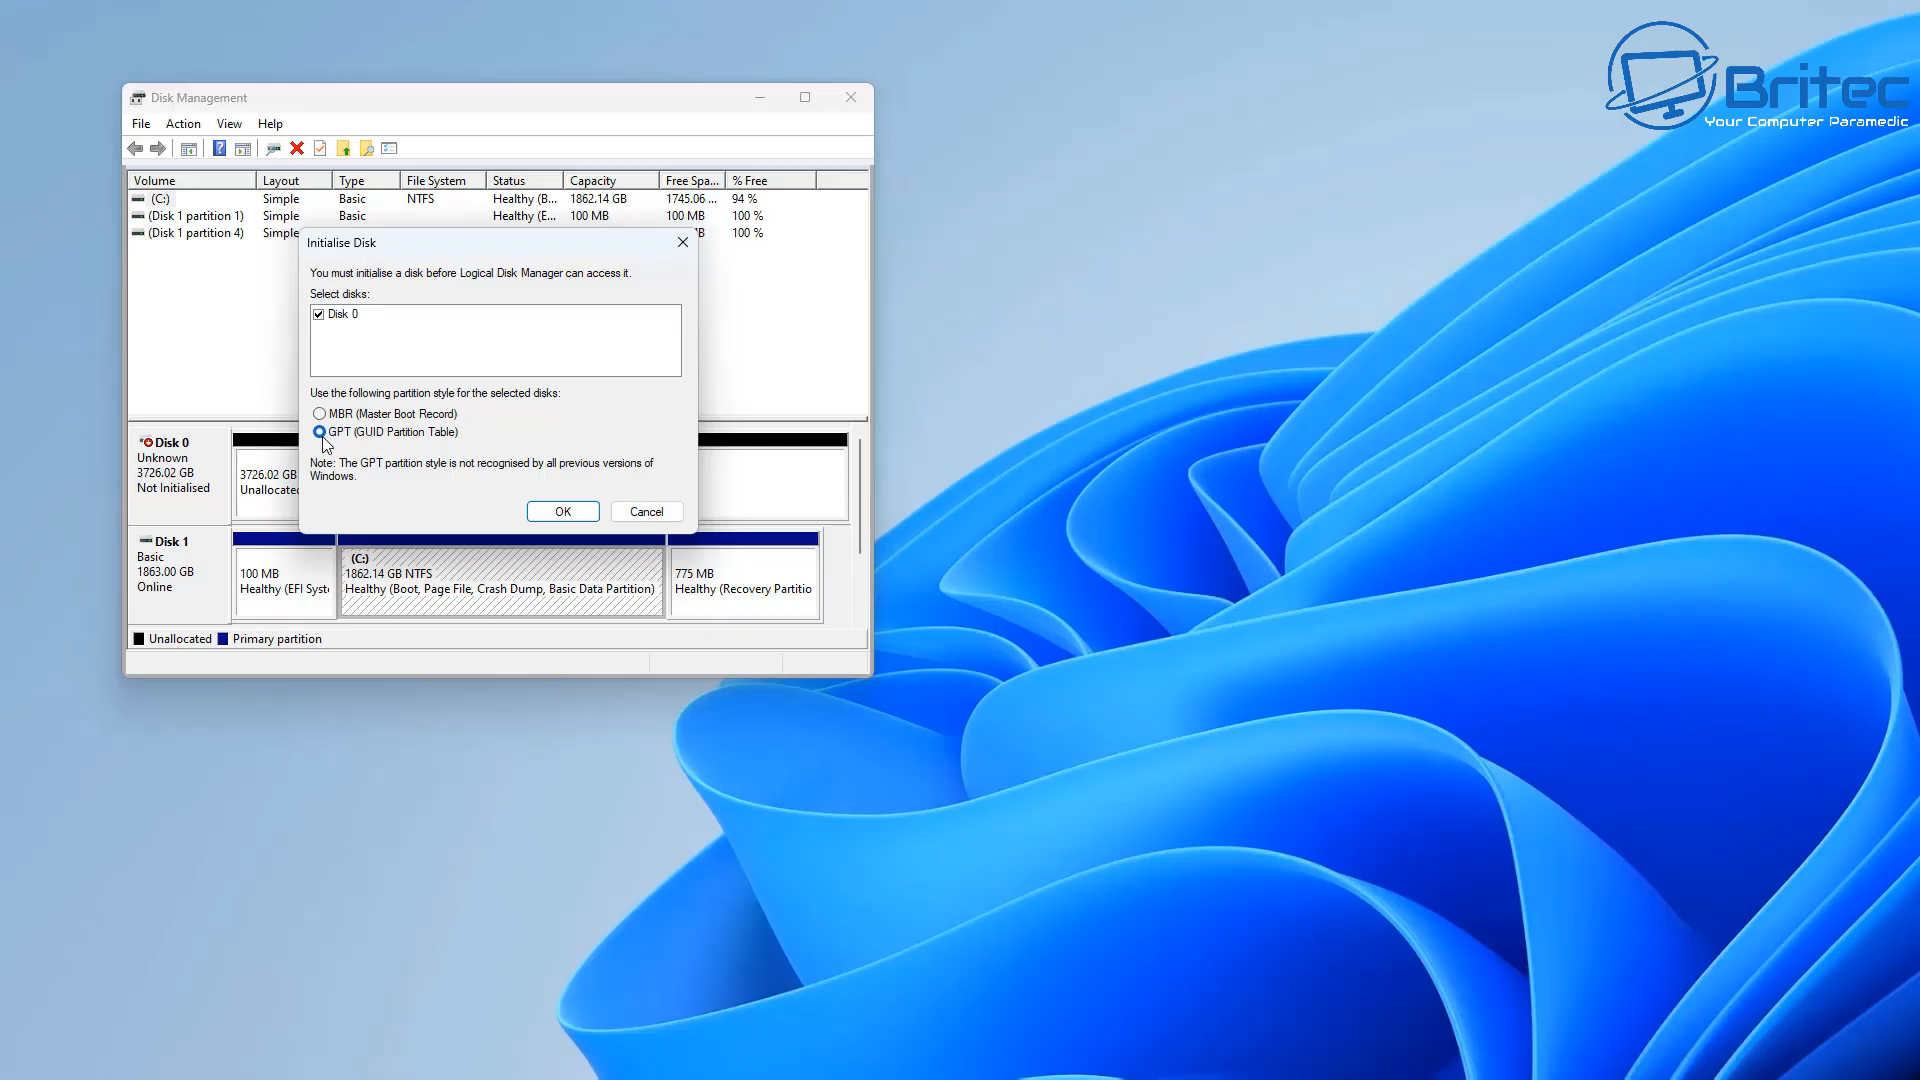 Britec
Your Computer Paramedic
Disk Management
File Action View Help
Volume Layout Type File System Status Capacity Free Spa... % Free
(C:) Simple Basic NTFS Healthy (B... 1862.14 GB 1745.06 ... 94 %
(Disk 1 partition 1) Simple Basic Healthy (E... 100 MB 100 MB 100 %
(Disk 1 partition 4) Simple 100 %
Initialise Disk
You must initialise a disk before Logical Disk Manager can access it.
Select disks:
Disk 0
Use the following partition style for the selected disks:
MBR (Master Boot Record)
GPT (GUID Partition Table)
Note: The GPT partition style is not recognised by all previous versions of
Windows.
OK Cancel
Disk 0
Unknown
3726.02 GB
Not Initialised
3726.02 GB
Unallocated
Disk 1
Basic
1863.00 GB
Online
100 MB
Healthy (EFI Syst
(C:)
1862.14 GB NTFS
Healthy (Boot, Page File, Crash Dump, Basic Data Partition)
775 MB
Healthy (Recovery Partitio
Unallocated Primary partition